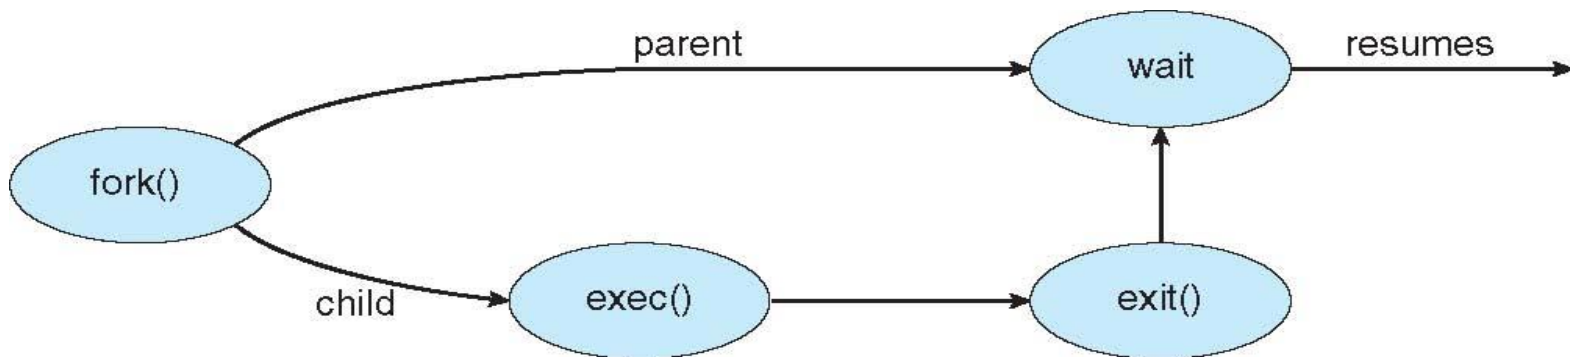 parent
wait
resumes
fork()
child
exec()
exit()